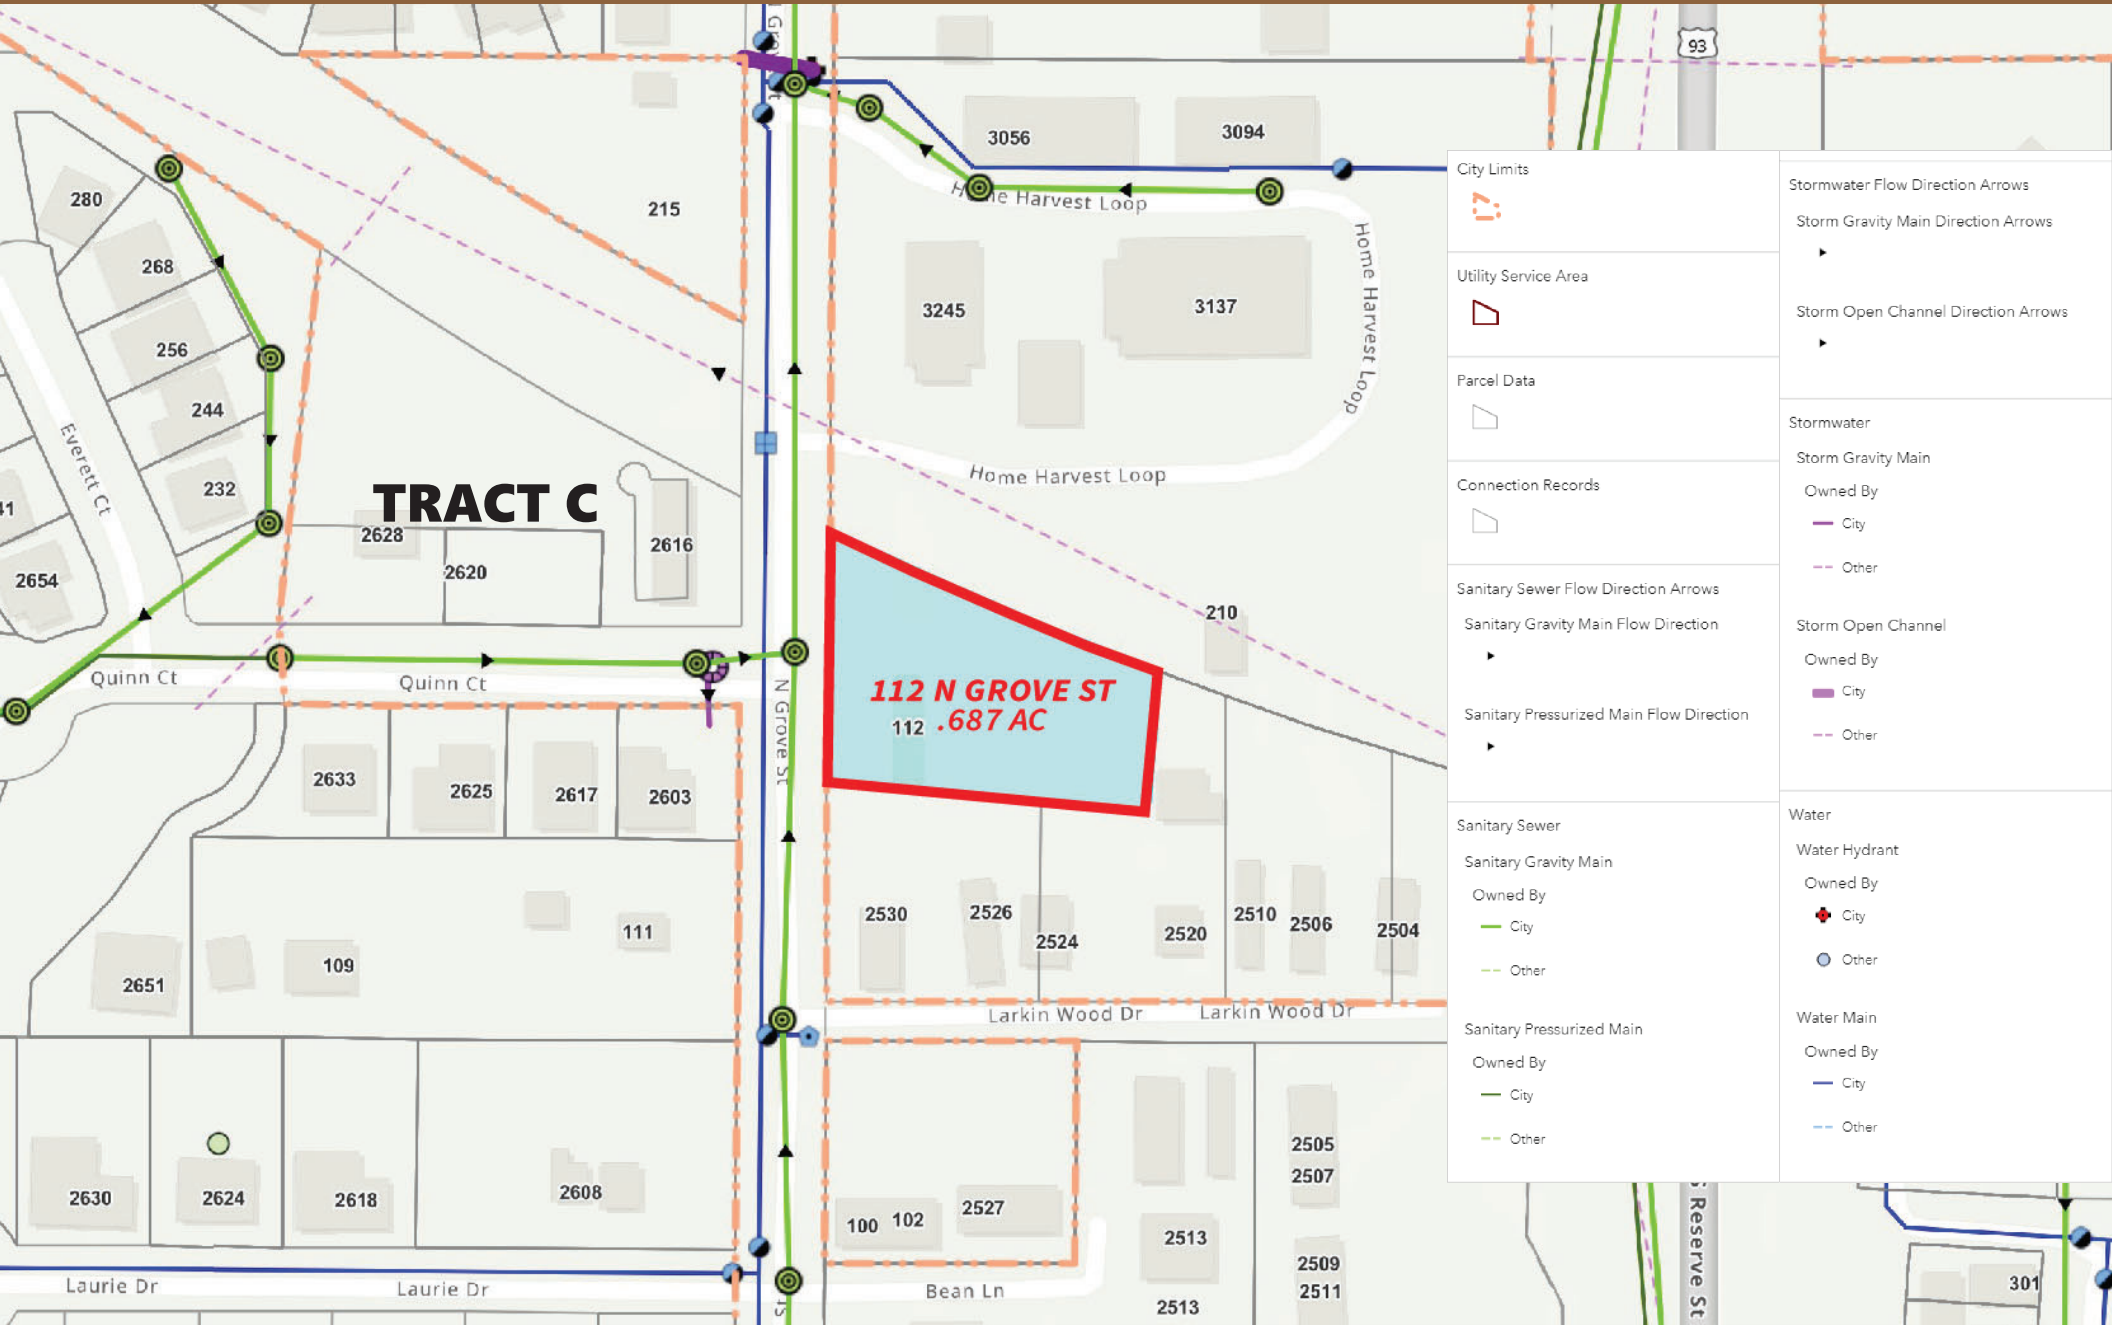 N Grove St
93
3056
3094
280
215
Home Harvest Loop
268
Home Harvest Loop
3245
3137
256
244
Everett Ct
Home Harvest Loop
232
TRACT C
41
2628
2616
2620
2654
210
Quinn Ct
Quinn Ct
N Grove St
112 N GROVE ST
.687 AC
112
2633
2625
2617
2603
2530
2526
2524
2520
2510
2506
2504
111
109
2651
Larkin Wood Dr
Larkin Wood Dr
2630
2624
2618
2608
100
102
2527
2505
2507
2513
2509
2511
2513
Laurie Dr
Laurie Dr
Bean Ln
St
S Reserve St
301
City Limits
Utility Service Area
Parcel Data
Connection Records
Sanitary Sewer Flow Direction Arrows
Sanitary Gravity Main Flow Direction
Sanitary Pressurized Main Flow Direction
Sanitary Sewer
Sanitary Gravity Main
Owned By
City
Other
Sanitary Pressurized Main
Owned By
City
Other
Stormwater Flow Direction Arrows
Storm Gravity Main Direction Arrows
Storm Open Channel Direction Arrows
Stormwater
Storm Gravity Main
Owned By
City
Other
Storm Open Channel
Owned By
City
Other
Water
Water Hydrant
Owned By
City
Other
Water Main
Owned By
City
Other